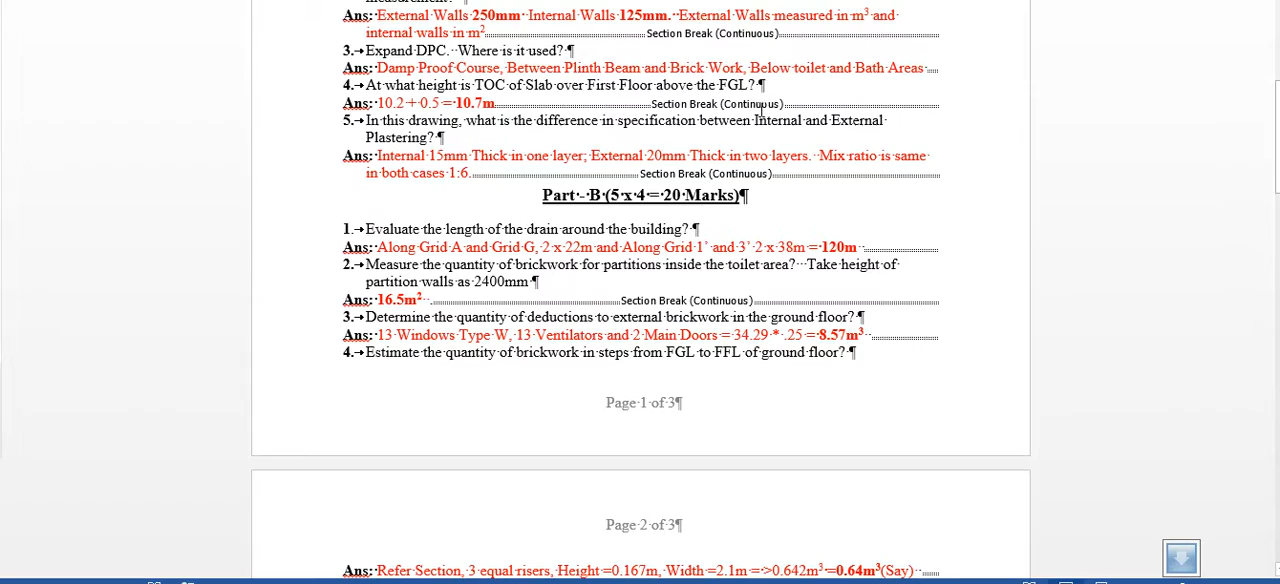 measurement?
Ans: External Walls 250mm Internal Walls 125mm. External Walls measured in m³ and
internal walls in m² Section Break (Continuous)
3. Expand DPC. Where is it used? ¶
Ans: Damp Proof Course, Between Plinth Beam and Brick Work, Below toilet and Bath Areas
4. At what height is TOC of Slab over First Floor above the FGL? ¶
Ans: 10.2 + 0.5 = 10.7m Section Break (Continuous)
5. In this drawing, what is the difference in specification between Internal and External
Plastering? ¶
Ans: Internal 15mm Thick in one layer; External 20mm Thick in two layers. Mix ratio is same
in both cases 1:6. Section Break (Continuous)
Part - B (5 x 4 = 20 Marks)¶
1. Evaluate the length of the drain around the building? ¶
Ans: Along Grid A and Grid G, 2 x 22m and Along Grid 1' and 3' 2 x 38m = 120m
2. Measure the quantity of brickwork for partitions inside the toilet area? Take height of
partition walls as 2400mm ¶
Ans: 16.5m² . Section Break (Continuous)
3. Determine the quantity of deductions to external brickwork in the ground floor? ¶
Ans: 13 Windows Type W, 13 Ventilators and 2 Main Doors = 34.29 * .25 = 8.57m³
4. Estimate the quantity of brickwork in steps from FGL to FFL of ground floor? ¶
Page 1 of 3¶
Page 2 of 3¶
Ans: Refer Section, 3 equal risers, Height =0.167m, Width =2.1m => 0.642m³ =0.64m³(Say)